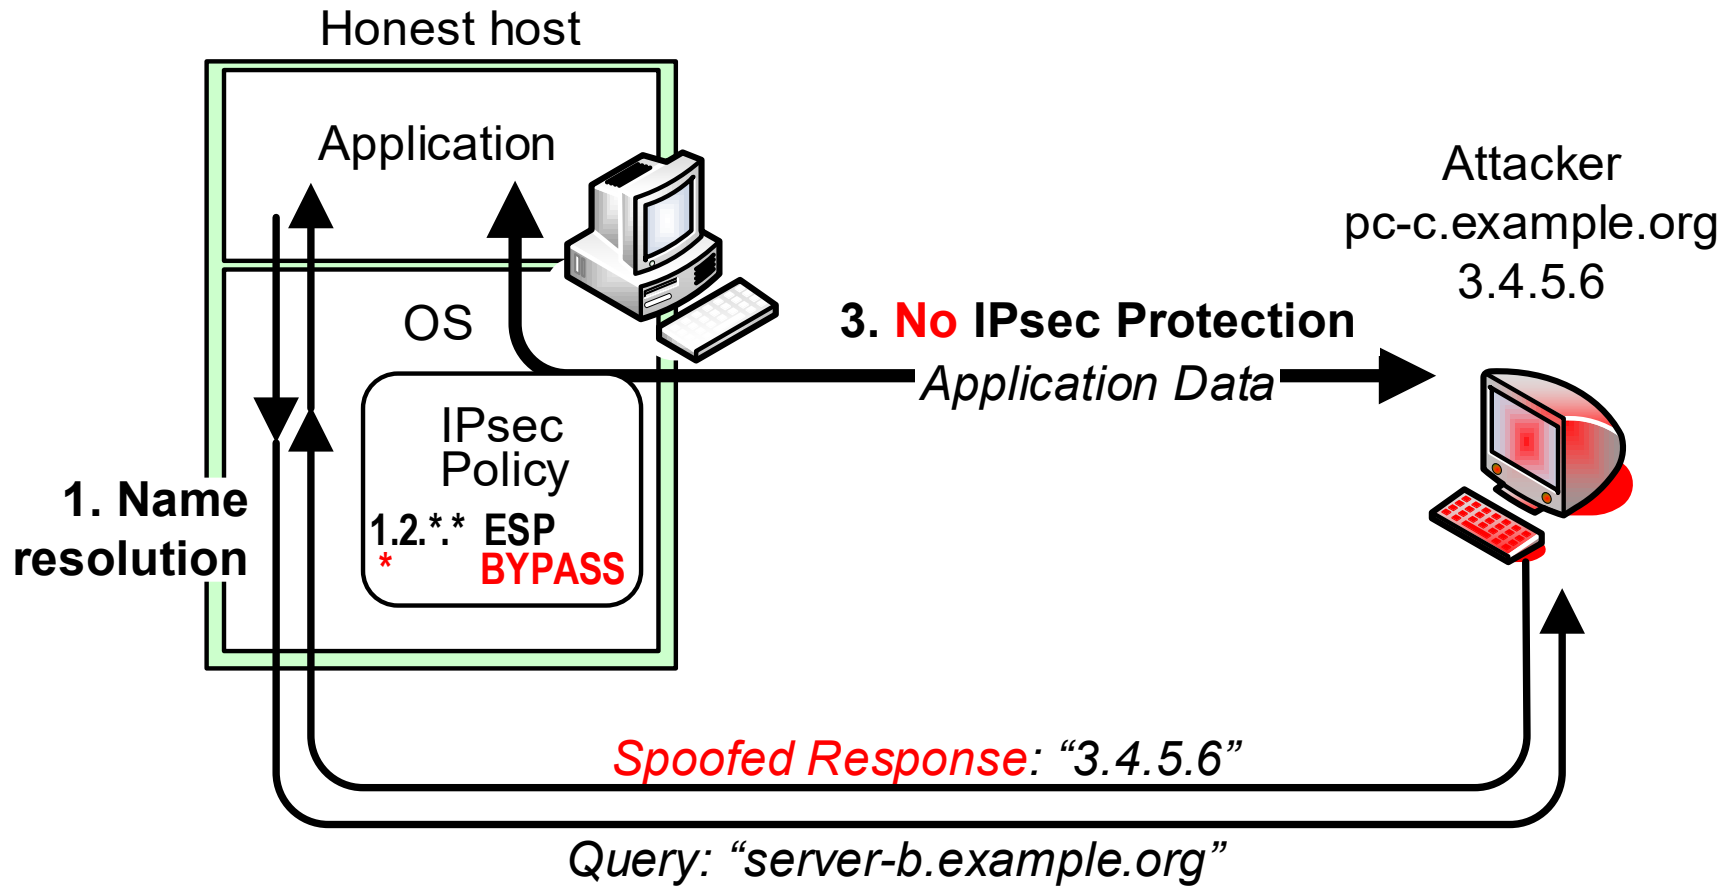 Honest host
Application
OS
IPsec
Policy
1.2.*.* ESP
* BYPASS
1. Name
resolution
3. No IPsec Protection
Application Data
Attacker
pc-c.example.org
3.4.5.6
Spoofed Response: “3.4.5.6”
Query: “server-b.example.org”